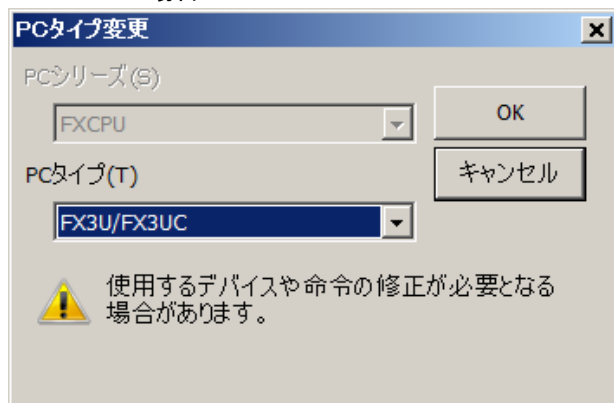 PCタイプ変更
PCシリーズ(S)
FXCPU
OK
PCタイプ(T)
キャンセル
FX3U/FX3UC
使用するデバイスや命令の修正が必要となる
場合があります。